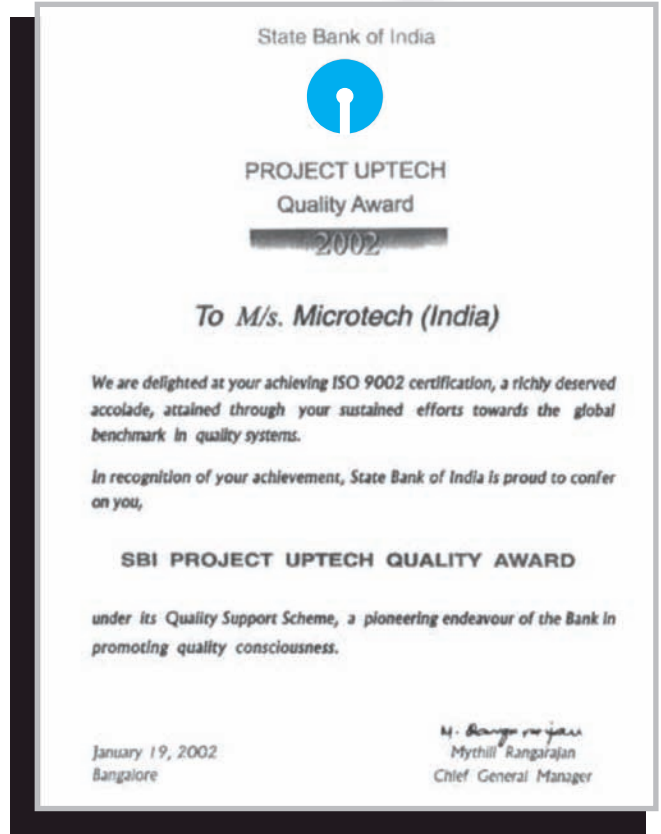 State Bank of India
PROJECT UPTECH
Quality Award
2002
To M/s. Microtech (India)
We are delighted at your achieving ISO 9002 certification, a richly deserved
accolade, attained through your sustained efforts towards the global
benchmark in quality systems.
In recognition of your achievement, State Bank of India is proud to confer
on you,
SBI PROJECT UPTECH QUALITY AWARD
under its Quality Support Scheme, a pioneering endeavour of the Bank in
promoting quality consciousness.
M. Rangarajan
January 19, 2002
Mythili Rangarajan
Bangalore
Chief General Manager